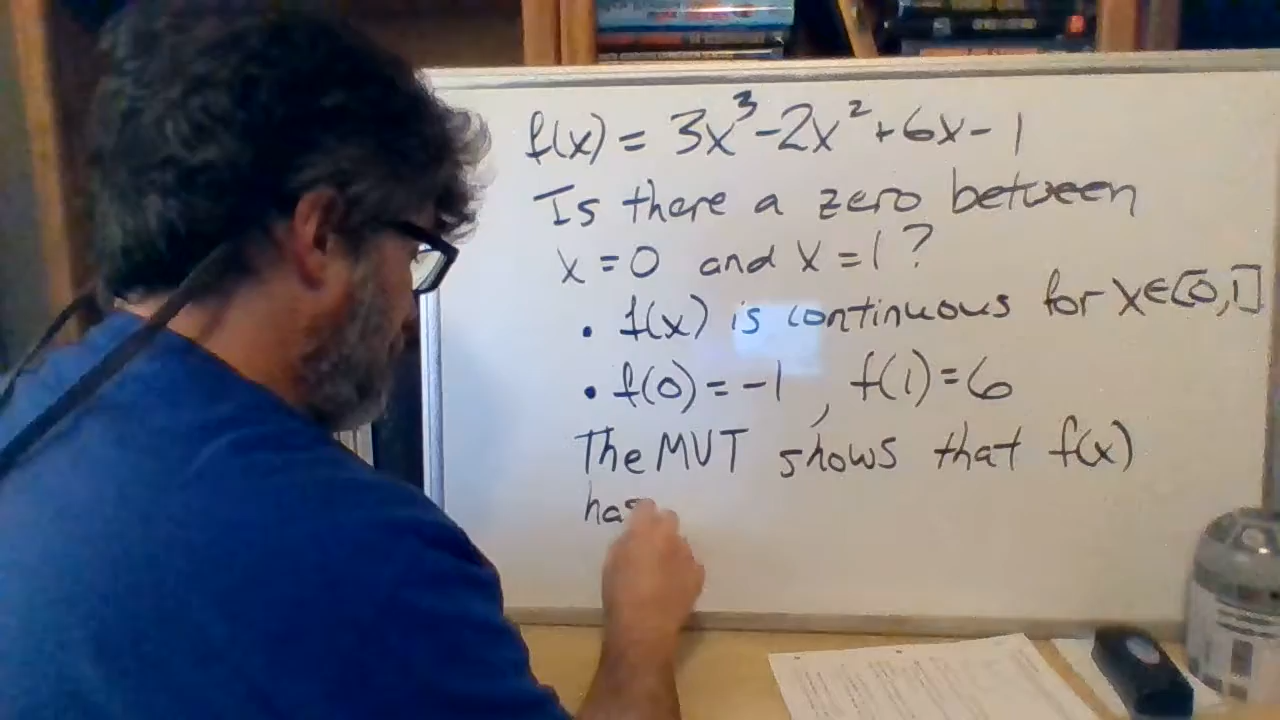 f(x) = 3x³-2x²+6x-1
Is there a zero between
x=0 and x=1?
• f(x) is continuous for x∈[0,1]
• f(0)=-1, f(1)=6
The MVT shows that f(x)
has